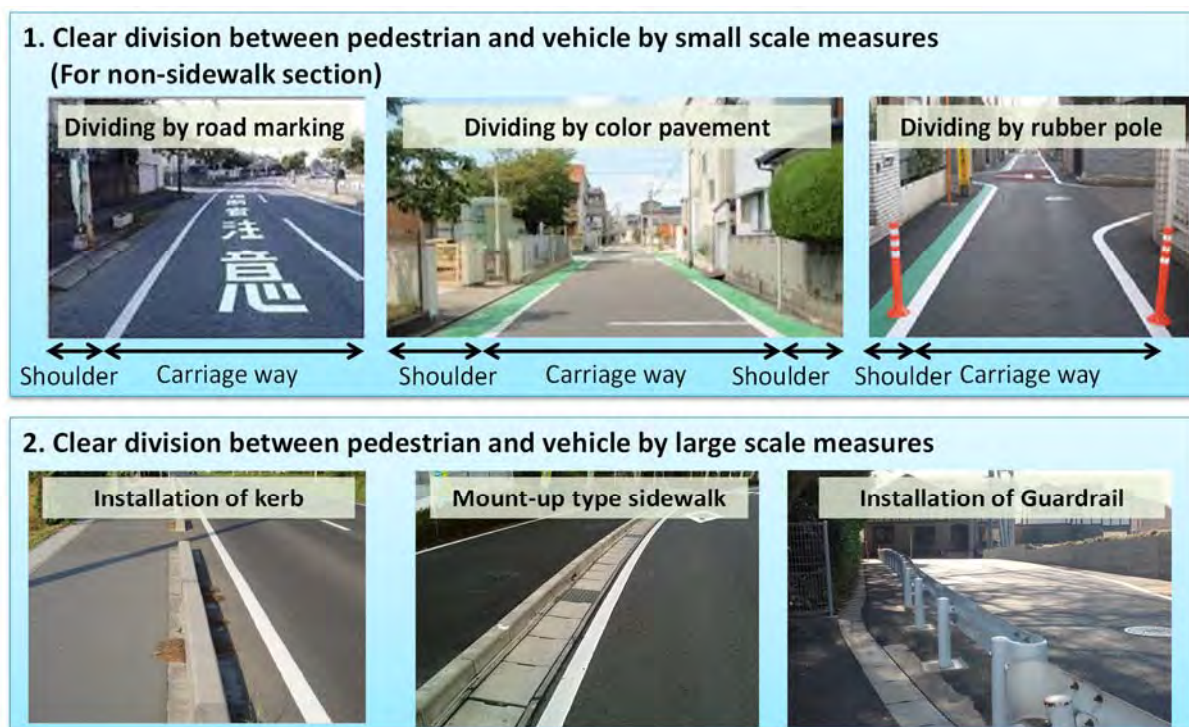 1. Clear division between pedestrian and vehicle by small scale measures
(For non-sidewalk section)
Dividing by road marking
Dividing by color pavement
Dividing by rubber pole
注
意
Shoulder
Carriage way
Shoulder
Carriage way
Shoulder
Shoulder
Carriage way
2. Clear division between pedestrian and vehicle by large scale measures
Installation of kerb
Mount-up type sidewalk
Installation of Guardrail